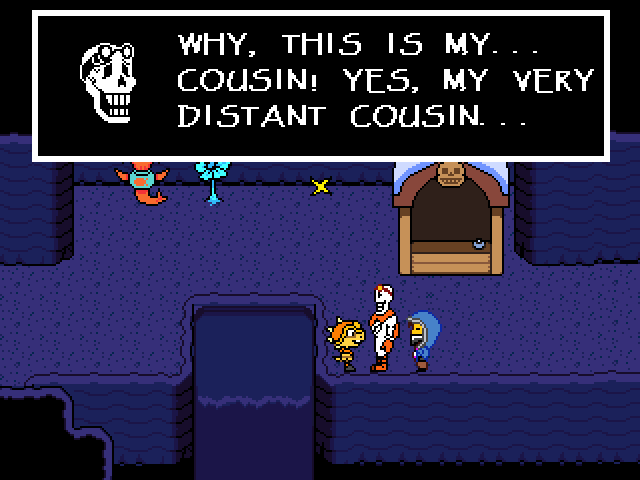 WHY, THIS IS MY...
COUSIN! YES, MY VERY
DISTANT COUSIN...